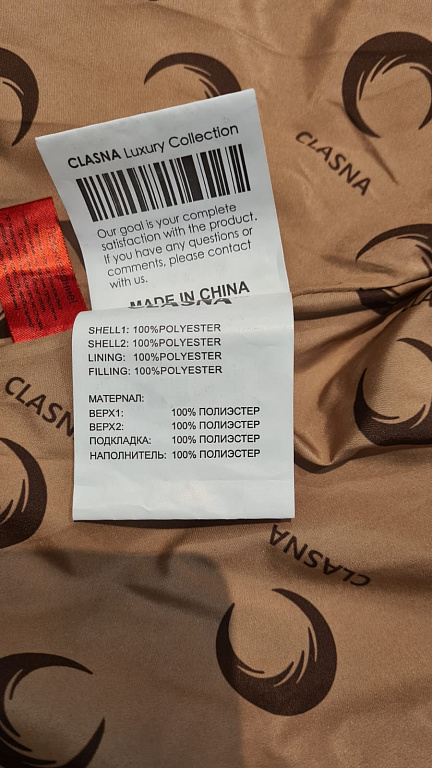 CLASNA Luxury Collection
Our goal is your complete
satisfaction with the product.
If you have any questions or
comments, please contact
with us.
MADE IN CHINA
SHELL1: 100%POLYESTER
SHELL2: 100%POLYESTER
LINING: 100%POLYESTER
FILLING: 100%POLYESTER
МАТЕРИАЛ:
ВЕРХ1: 100% ПОЛИЭСТЕР
ВЕРХ2: 100% ПОЛИЭСТЕР
ПОДКЛАДКА: 100% ПОЛИЭСТЕР
НАПОЛНИТЕЛЬ: 100% ПОЛИЭСТЕР
CLASNA
CLASN
CLASNA